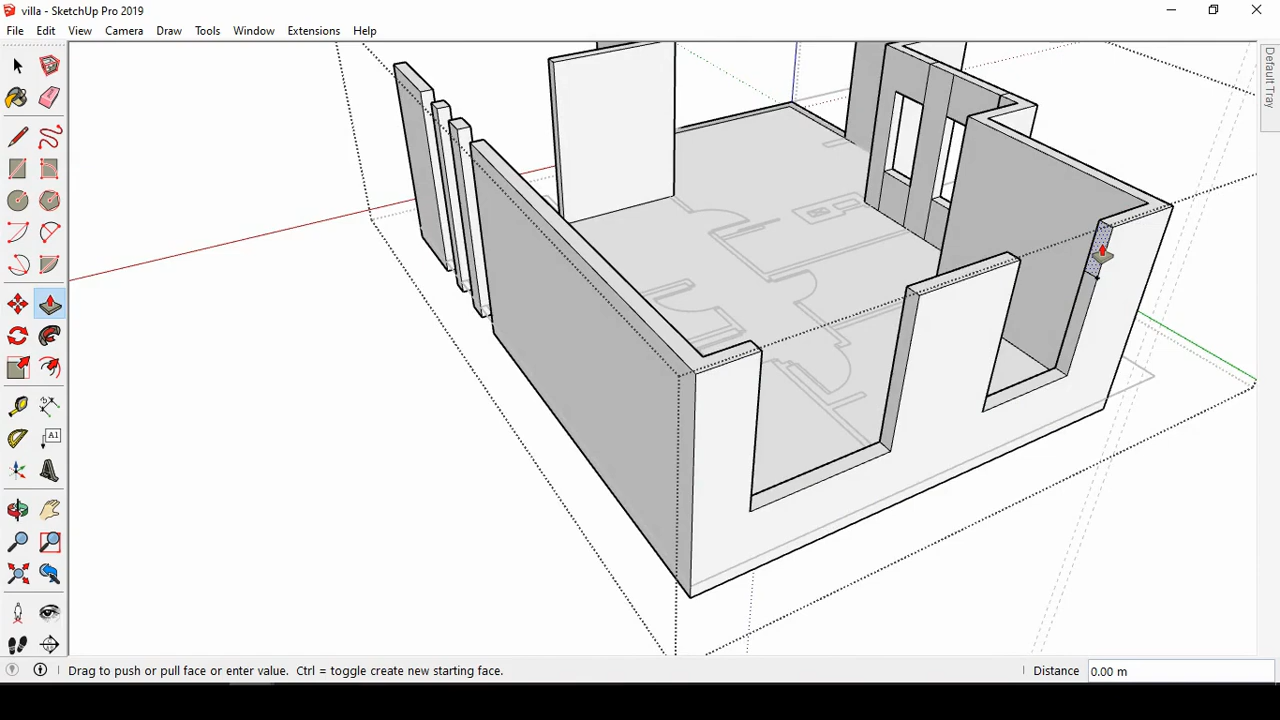 villa - SketchUp Pro 2019
File Edit View Camera Draw Tools Window Extensions Help
Default Tray
A1
Drag to push or pull face or enter value. Ctrl = toggle create new starting face. Distance 0.00 m